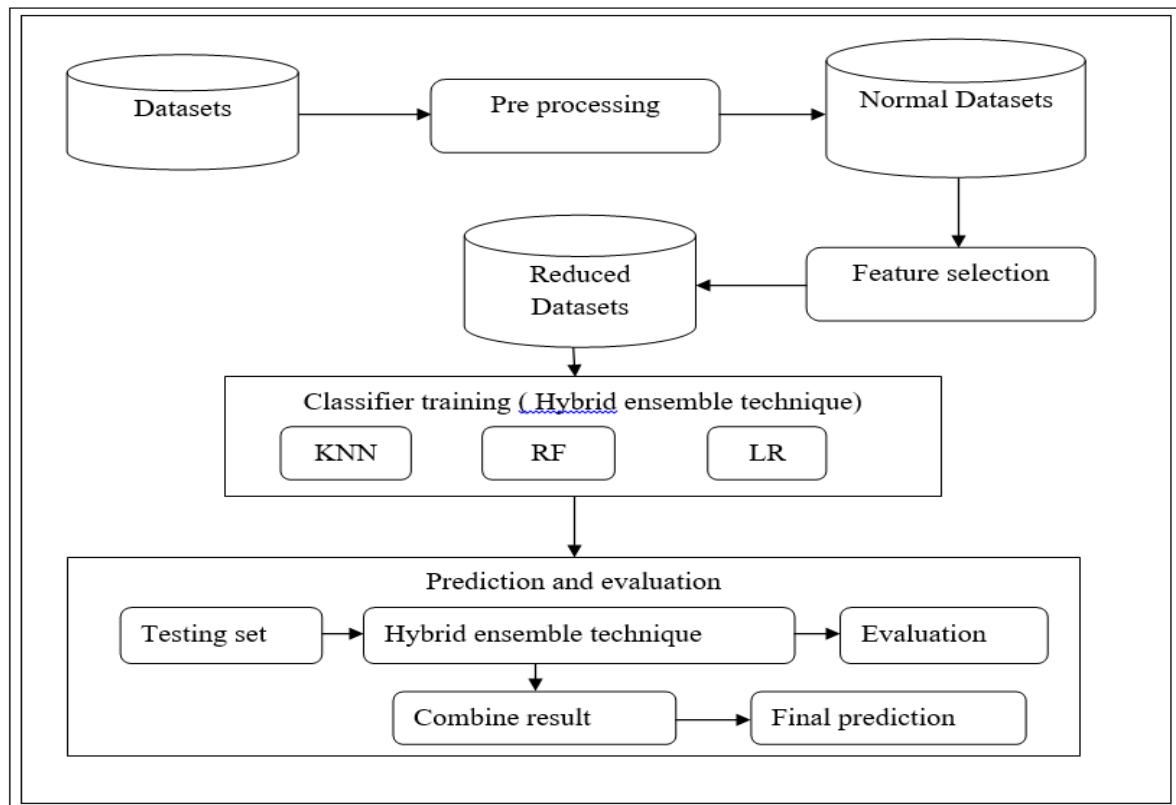 Datasets
Pre processing
Normal Datasets
Feature selection
Reduced
Datasets
Classifier training ( Hybrid ensemble technique)
KNN
RF
LR
Prediction and evaluation
Testing set
Hybrid ensemble technique
Evaluation
Combine result
Final prediction